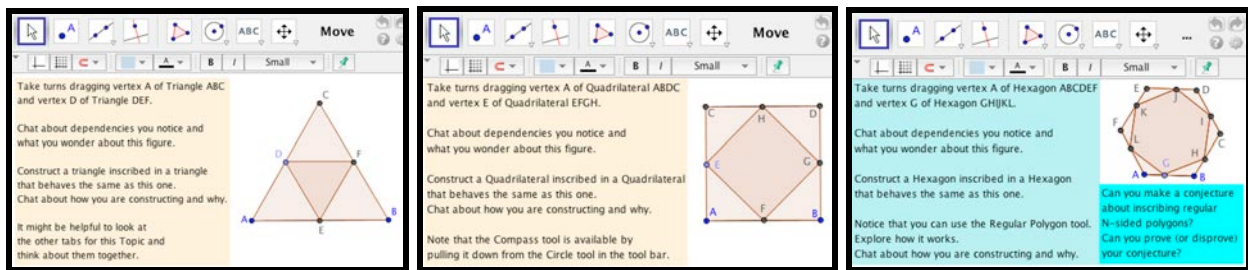 A
ABC
Move
A
B
I
Small
Take turns dragging vertex A of Triangle ABC
and vertex D of Triangle DEF.
Chat about dependencies you notice and
what you wonder about this figure.
Construct a triangle inscribed in a triangle
that behaves the same as this one.
Chat about how you are constructing and why.
It might be helpful to look at
the other tabs for this Topic and
think about them together.
C
D
F
A
E
B
A
ABC
Move
A
B
I
Small
Take turns dragging vertex A of Quadrilateral ABDC
and vertex E of Quadrilateral EFGH.
Chat about dependencies you notice and
what you wonder about this figure.
Construct a Quadrilateral inscribed in a Quadrilateral
that behaves the same as this one.
Chat about how you are constructing and why.
Note that the Compass tool is available by
pulling it down from the Circle tool in the tool bar.
C
H
D
E
G
A
F
B
A
ABC
...
A
B
I
Small
Take turns dragging vertex A of Hexagon ABCDEF
and vertex G of Hexagon GHIJKL.
Chat about dependencies you notice and
what you wonder about this figure.
Construct a Hexagon inscribed in a Hexagon
that behaves the same as this one.
Notice that you can use the Regular Polygon tool.
Explore how it works.
Chat about how you are constructing and why.
E
J
D
K
I
F
C
L
G
H
A
B
Can you make a conjecture
about inscribing regular
N-sided polygons?
Can you prove (or disprove)
your conjecture?